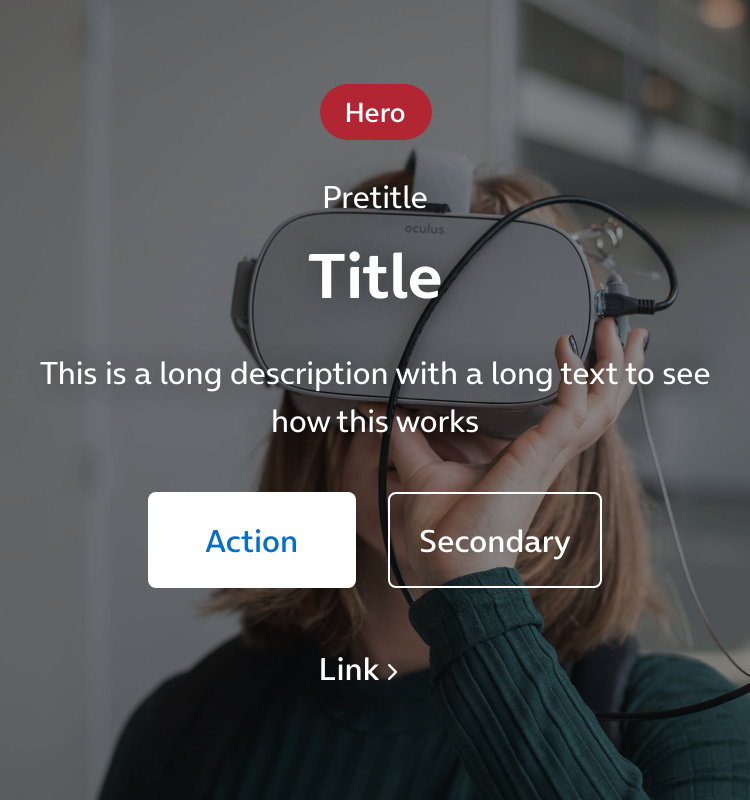 Hero
Pretitle
oculus
Title
This is a long description with a long text to see
how this works
Action
Secondary
Link